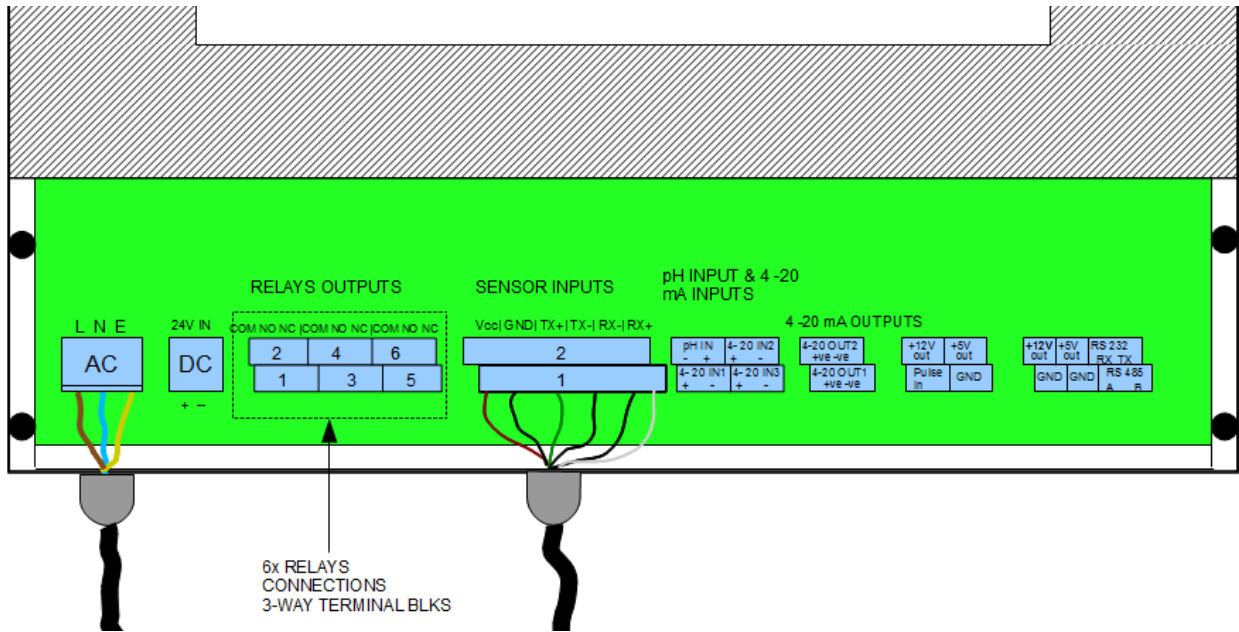 RELAYS OUTPUTS
SENSOR INPUTS
pH INPUT & 4 -20
mA INPUTS
L N E
24V IN
COM NO NC |COM NO NC |COM NO NC
Vcc| GND| TX+ | TX-| RX-| RX+
4 -20 mA OUTPUTS
AC
DC
+ −
2
4
6
1
3
5
2
1
pH IN
- +
4- 20 IN2
+ -
4- 20 IN1
+ -
4- 20 IN3
+ -
4-20 OUT2
+ve -ve
4-20 OUT1
+ve -ve
+12V
out
+5V
out
Pulse
in
GND
+12V
out
+5V
out
RS 232
RX TX
GND
GND
RS 485
A B
6x RELAYS
CONNECTIONS
3-WAY TERMINAL BLKS